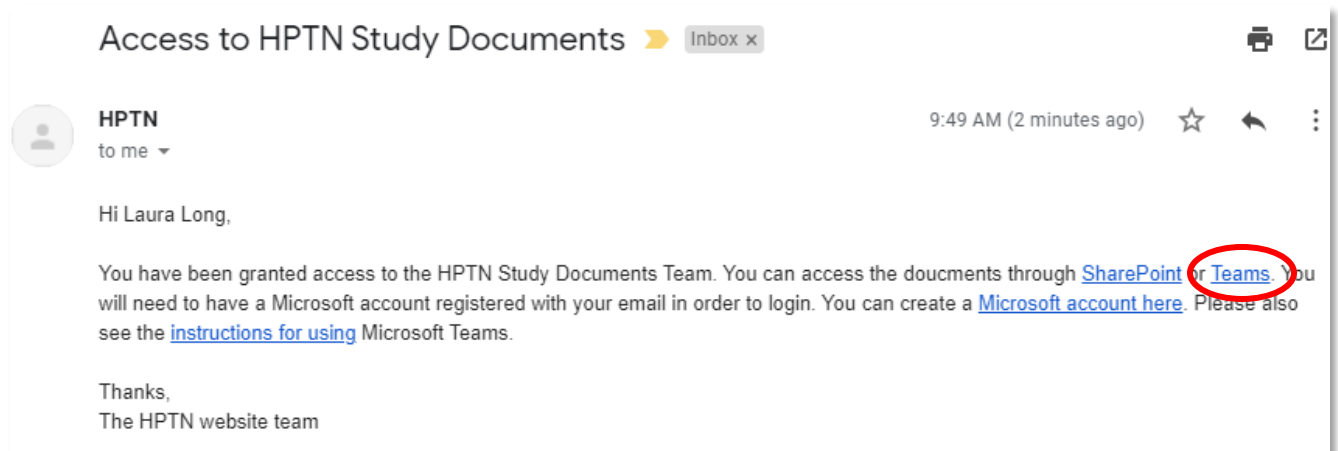 Access to HPTN Study Documents Inbox ×
HPTN 9:49 AM (2 minutes ago)
to me
Hi Laura Long,
You have been granted access to the HPTN Study Documents Team. You can access the doucments through SharePoint or Teams. You
will need to have a Microsoft account registered with your email in order to login. You can create a Microsoft account here. Please also
see the instructions for using Microsoft Teams.
Thanks,
The HPTN website team